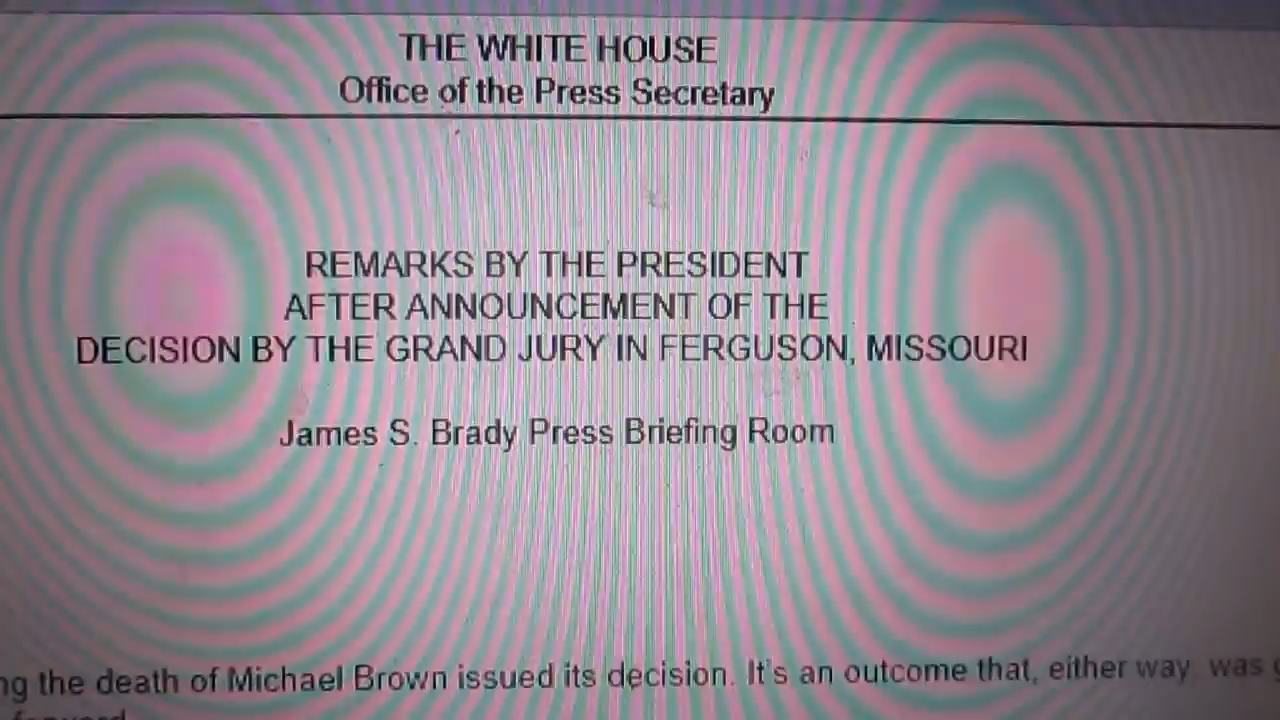 THE WHITE HOUSE
Office of the Press Secretary
REMARKS BY THE PRESIDENT
AFTER ANNOUNCEMENT OF THE
DECISION BY THE GRAND JURY IN FERGUSON, MISSOURI
James S. Brady Press Briefing Room
ng the death of Michael Brown issued its decision. It's an outcome that, either way, was
forward